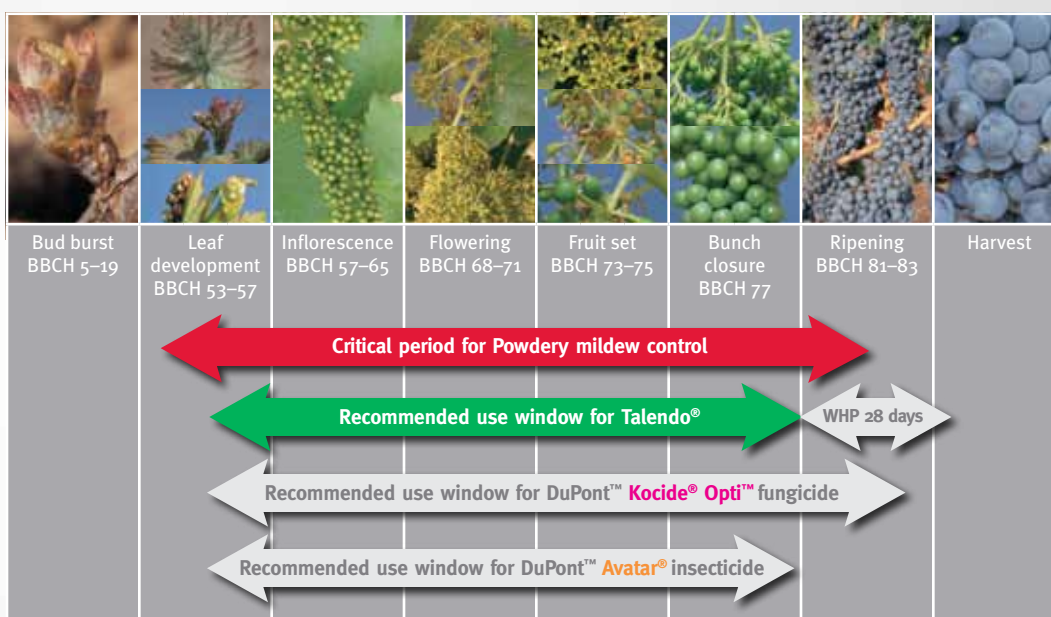 Bud burst
BBCH 5–19
Leaf
development
BBCH 53–57
Inflorescence
BBCH 57–65
Flowering
BBCH 68–71
Fruit set
BBCH 73–75
Bunch
closure
BBCH 77
Ripening
BBCH 81–83
Harvest
Critical period for Powdery mildew control
Recommended use window for Talendo®
WHP 28 days
Recommended use window for DuPont™ Kocide® Opti™ fungicide
Recommended use window for DuPont™ Avatar® insecticide